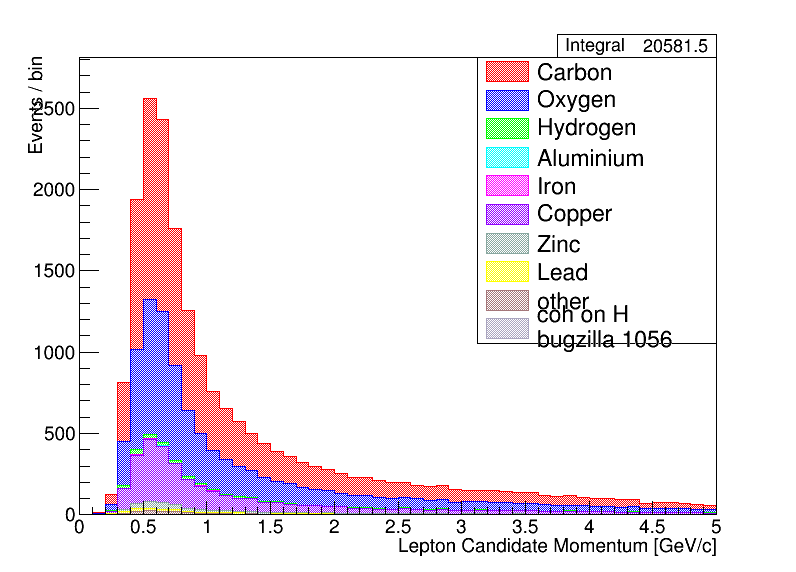 Integral 20581.5
Events / bin
Carbon
Oxygen
Hydrogen
Aluminium
Iron
Copper
Zinc
Lead
other
coh on H
bugzilla 1056
2500
2000
1500
1000
500
0
0 0.5 1 1.5 2 2.5 3 3.5 4 4.5 5
Lepton Candidate Momentum [GeV/c]